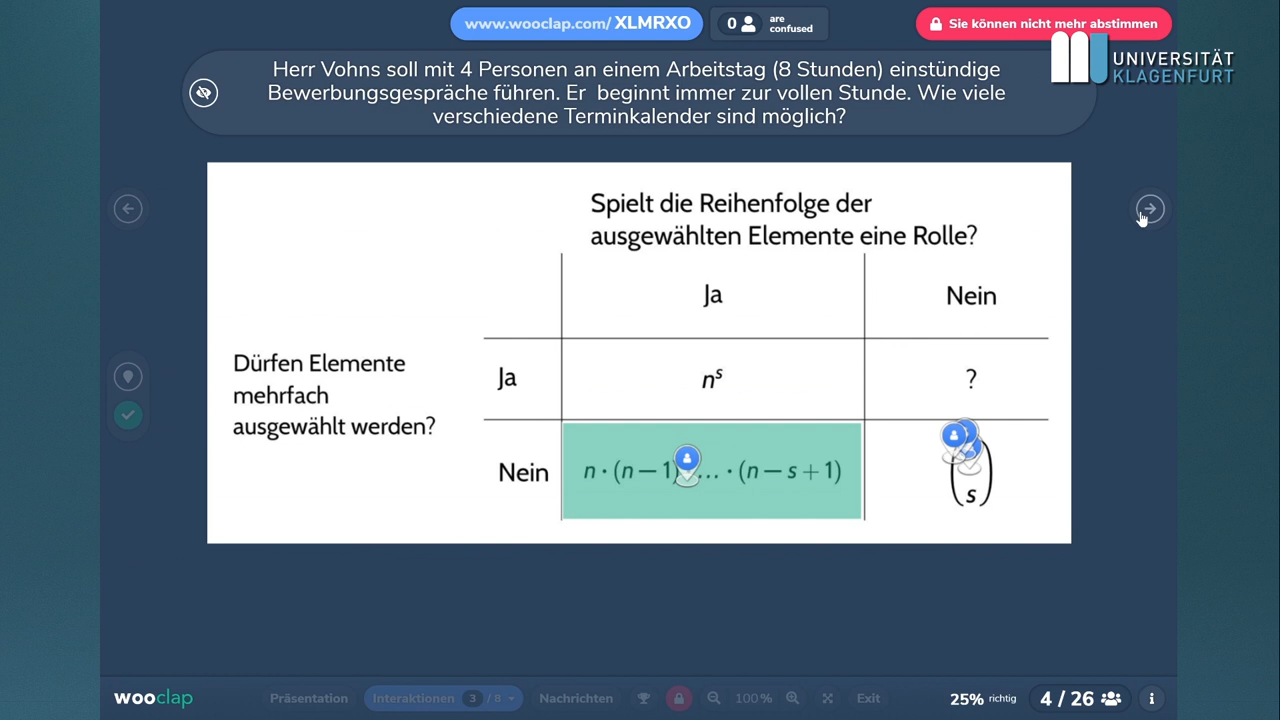 www.wooclap.com/ XLMRXO
0
are
confused
Sie können nicht mehr abstimmen
UNIVERSITÄT
KLAGENFURT
Herr Vohns soll mit 4 Personen an einem Arbeitstag (8 Stunden) einstündige
Bewerbungsgespräche führen. Er beginnt immer zur vollen Stunde. Wie viele
verschiedene Terminkalender sind möglich?
Spielt die Reihenfolge der
ausgewählten Elemente eine Rolle?
Ja
Nein
Dürfen Elemente
mehrfach
ausgewählt werden?
Ja
nˢ
?
Nein
n · (n − 1) … · (n − s + 1)
s
wooclap
Präsentation
Interaktionen 3 / 8
Nachrichten
100 %
Exit
25% richtig
4 / 26
i